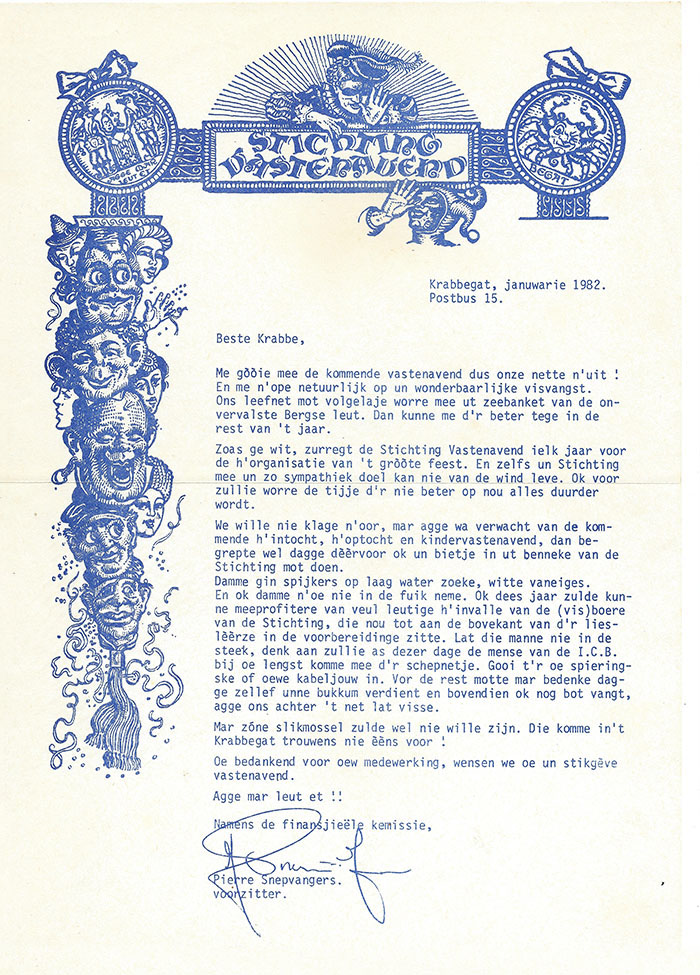 AGGE MAR
LEUT ET
STICHTING
VASTENAVEND
BEGAT
Krabbegat, januwarie 1982.
Postbus 15.
Beste Krabbe,
Me gòòie mee de kommende vastenavend dus onze nette n'uit !
En me n'ope netuurlijk op un wonderbaarlijke visvangst.
Ons leefnet mot volgelaje worre mee ut zeebanket van de on-
vervalste Bergse leut. Dan kunne me d'r beter tege in de
rest van 't jaar.
Zoas ge wit, zurregt de Stichting Vastenavend ielk jaar voor
de h'organisatie van 't gròòte feest. En zelfs un Stichting
mee un zo sympathiek doel kan nie van de wind leve. Ok voor
zullie worre de tijje d'r nie beter op nou alles duurder
wordt.
We wille nie klage n'oor, mar agge wa verwacht van de kom-
mende h'intocht, h'optocht en kindervastenavend, dan be-
grepte wel dagge dèèrvoor ok un bietje in ut benneke van de
Stichting mot doen.
Damme gin spijkers op laag water zoeke, witte vaneiges.
En ok damme n'oe nie in de fuik neme. Ok dees jaar zulde kun-
ne meeprofitere van veul leutige h'invalle van de (vis)boere
van de Stichting, die nou tot aan de bovekant van d'r lies-
lèèrze in de voorbereidinge zitte. Lat die manne nie in de
steek, denk aan zullie as dezer dage de mense van de I.C.B.
bij oe lengst komme mee d'r schepnetje. Gooi t'r oe spiering-
ske of oewe kabeljouw in. Vor de rest motte mar bedenke dag-
ge zellef unne bukkum verdient en bovendien ok nog bot vangt,
agge ons achter 't net lat visse.
Mar zóne slikmossel zulde wel nie wille zijn. Die komme in't
Krabbegat trouwens nie èèns voor !
Oe bedankend voor oew medewerking, wensen we oe un stikgève
vastenavend.
Agge mar leut et !!
Namens de finansjieële kemissie,
Pierre Snepvangers.
voorzitter.